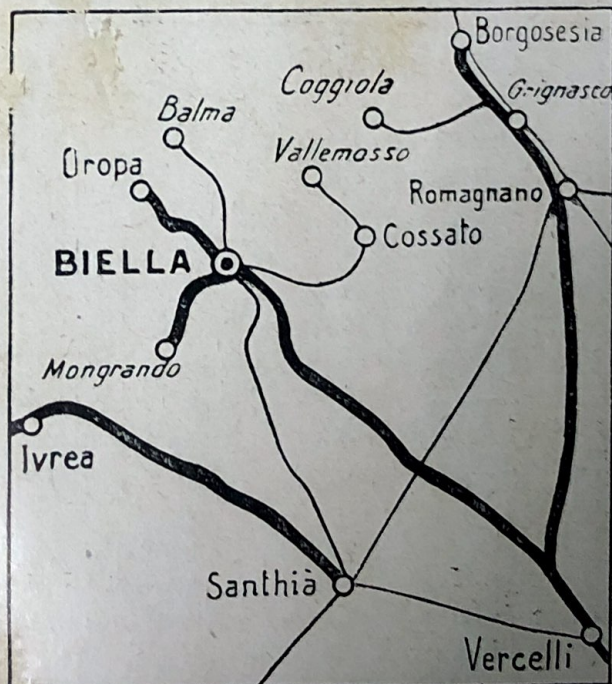 Borgosesia
Coggiola
Grignasco
Balma
Vallemosso
Oropa
Romagnano
Cossato
BIELLA
Mongrando
Ivrea
Santhià
Vercelli